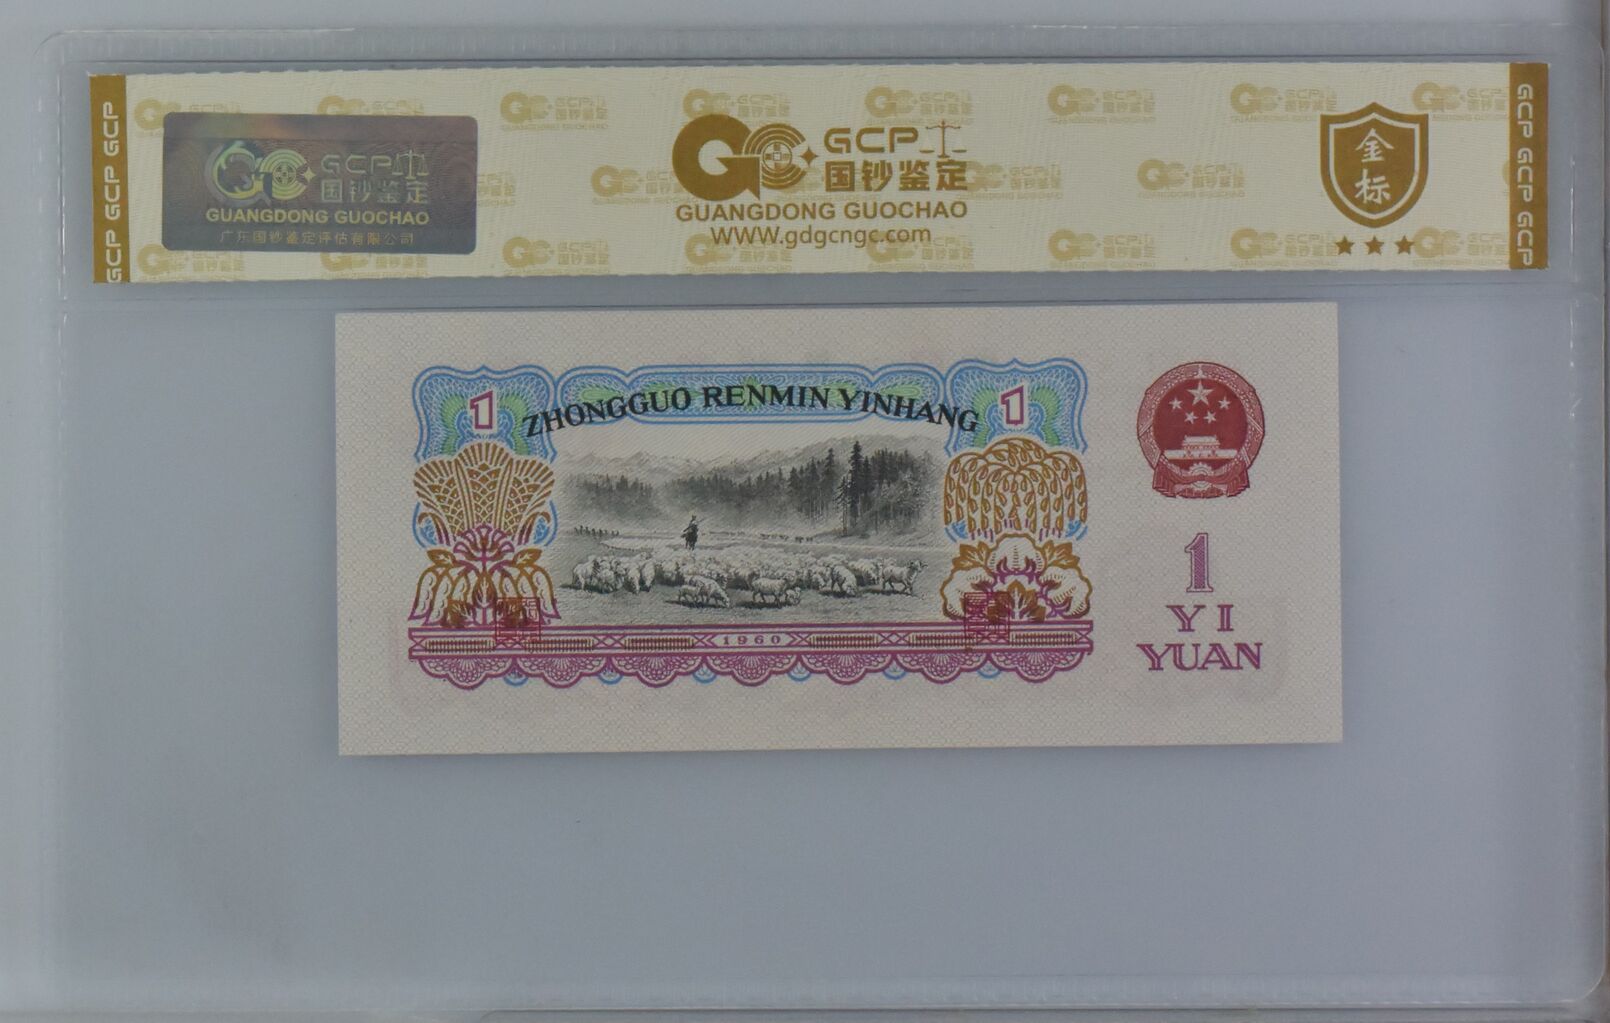 GCP GCP GCP
GCP
国钞鉴定
GUANGDONG GUOCHAO
广东国钞鉴定评估有限公司
GCP
国钞鉴定
GUANGDONG GUOCHAO
WWW.gdgcngc.com
金
标
GCP GCP GCP
1
ZHONGGUO RENMIN YINHANG
1
1960
1
YI
YUAN